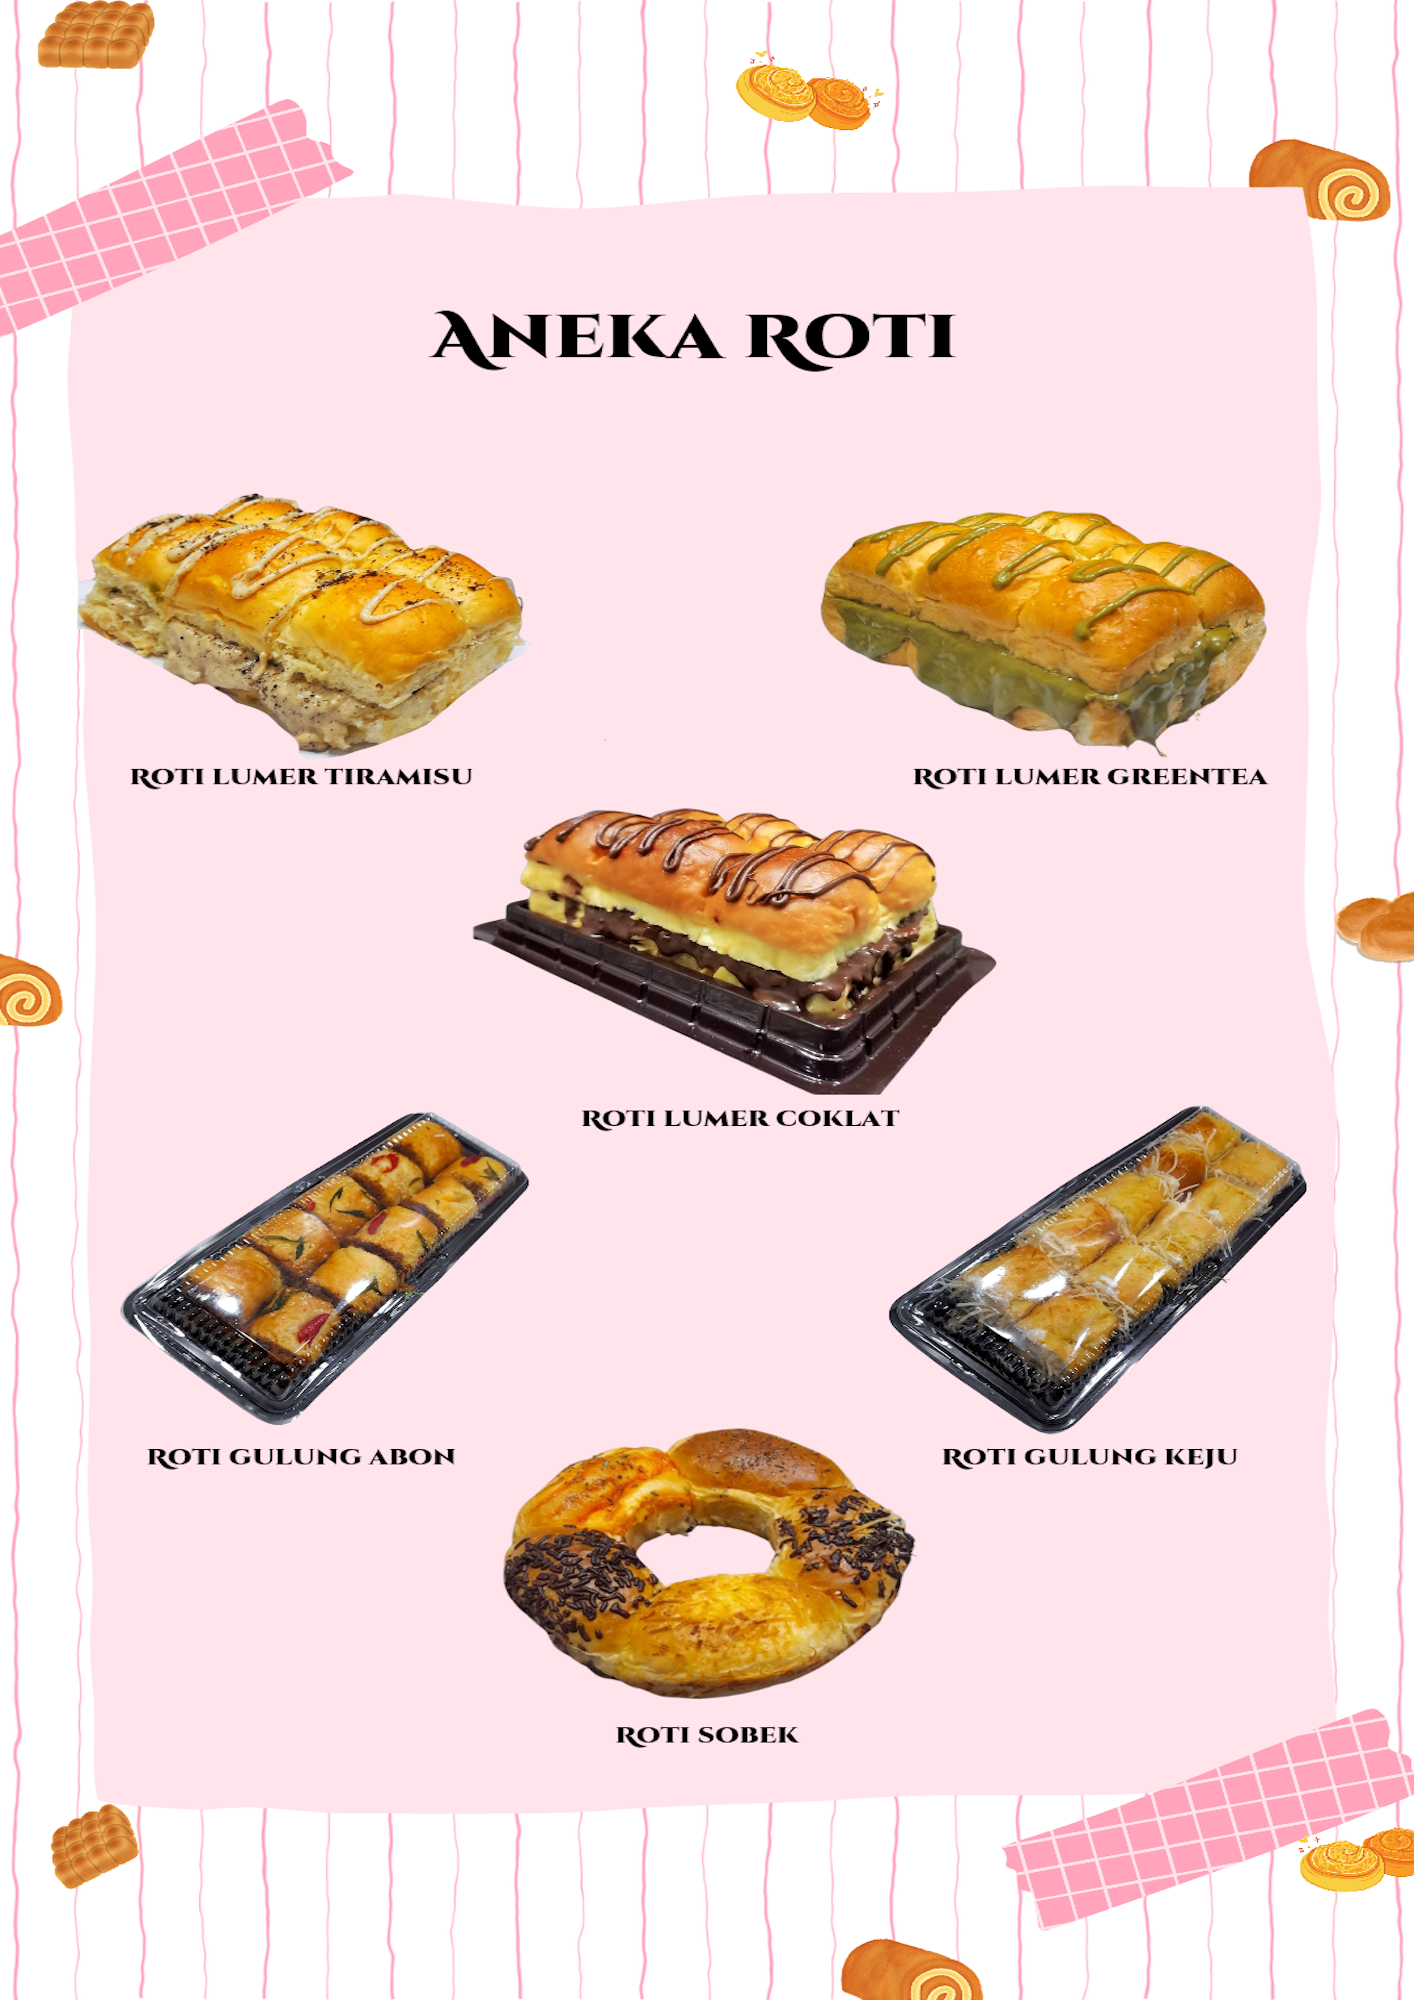 ANEKA ROTI
ROTI LUMER TIRAMISU
ROTI LUMER GREENTEA
ROTI LUMER COKLAT
ROTI GULUNG ABON
ROTI GULUNG KEJU
ROTI SOBEK